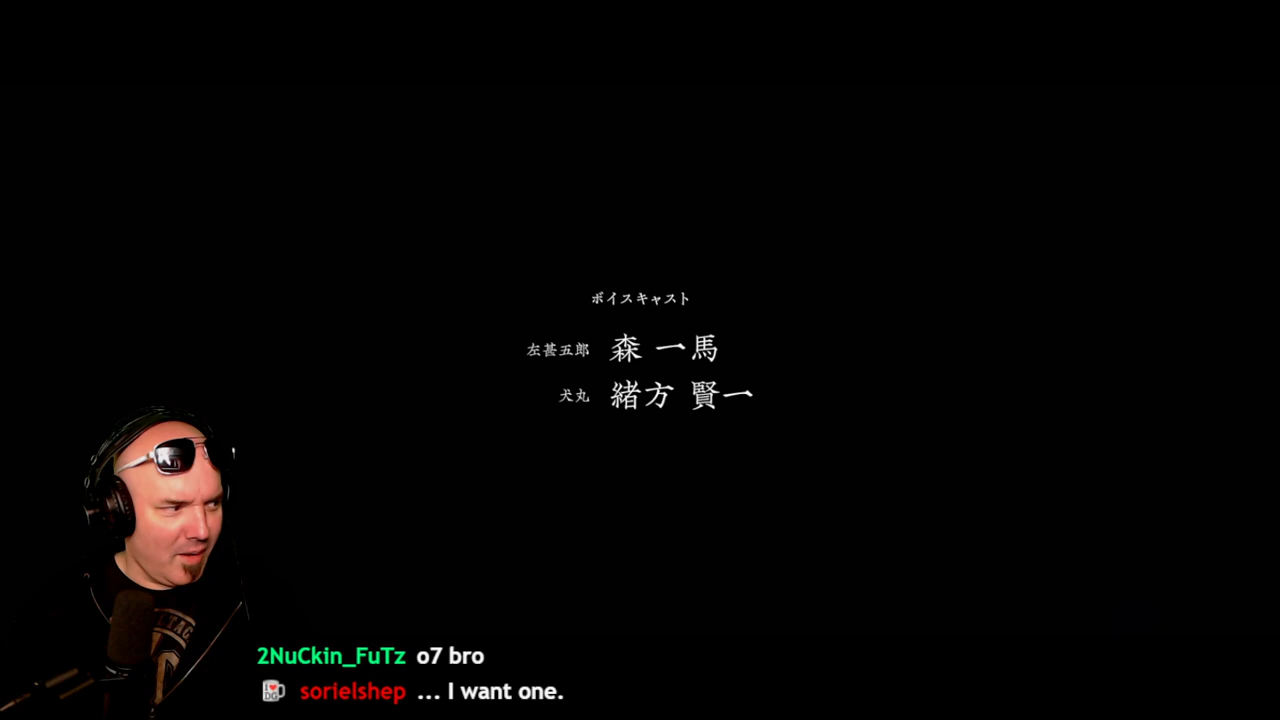 ボイスキャスト
左甚五郎 森 一馬
犬丸 緒方 賢一
2NuCkin_FuTz o7 bro
I ♥ DG sorielshep ... I want one.